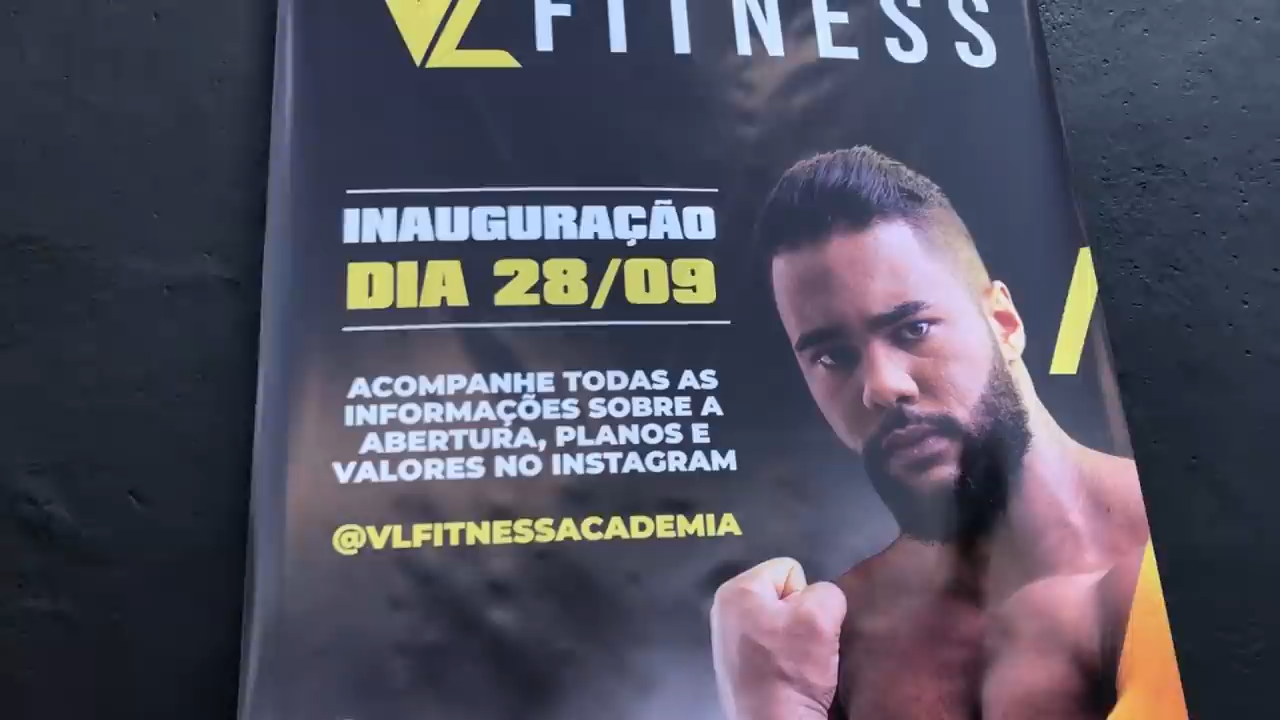 VL FITNESS
INAUGURAÇÃO
DIA 28/09
ACOMPANHE TODAS AS
INFORMAÇÕES SOBRE A
ABERTURA, PLANOS E
VALORES NO INSTAGRAM
@VLFITNESSACADEMIA